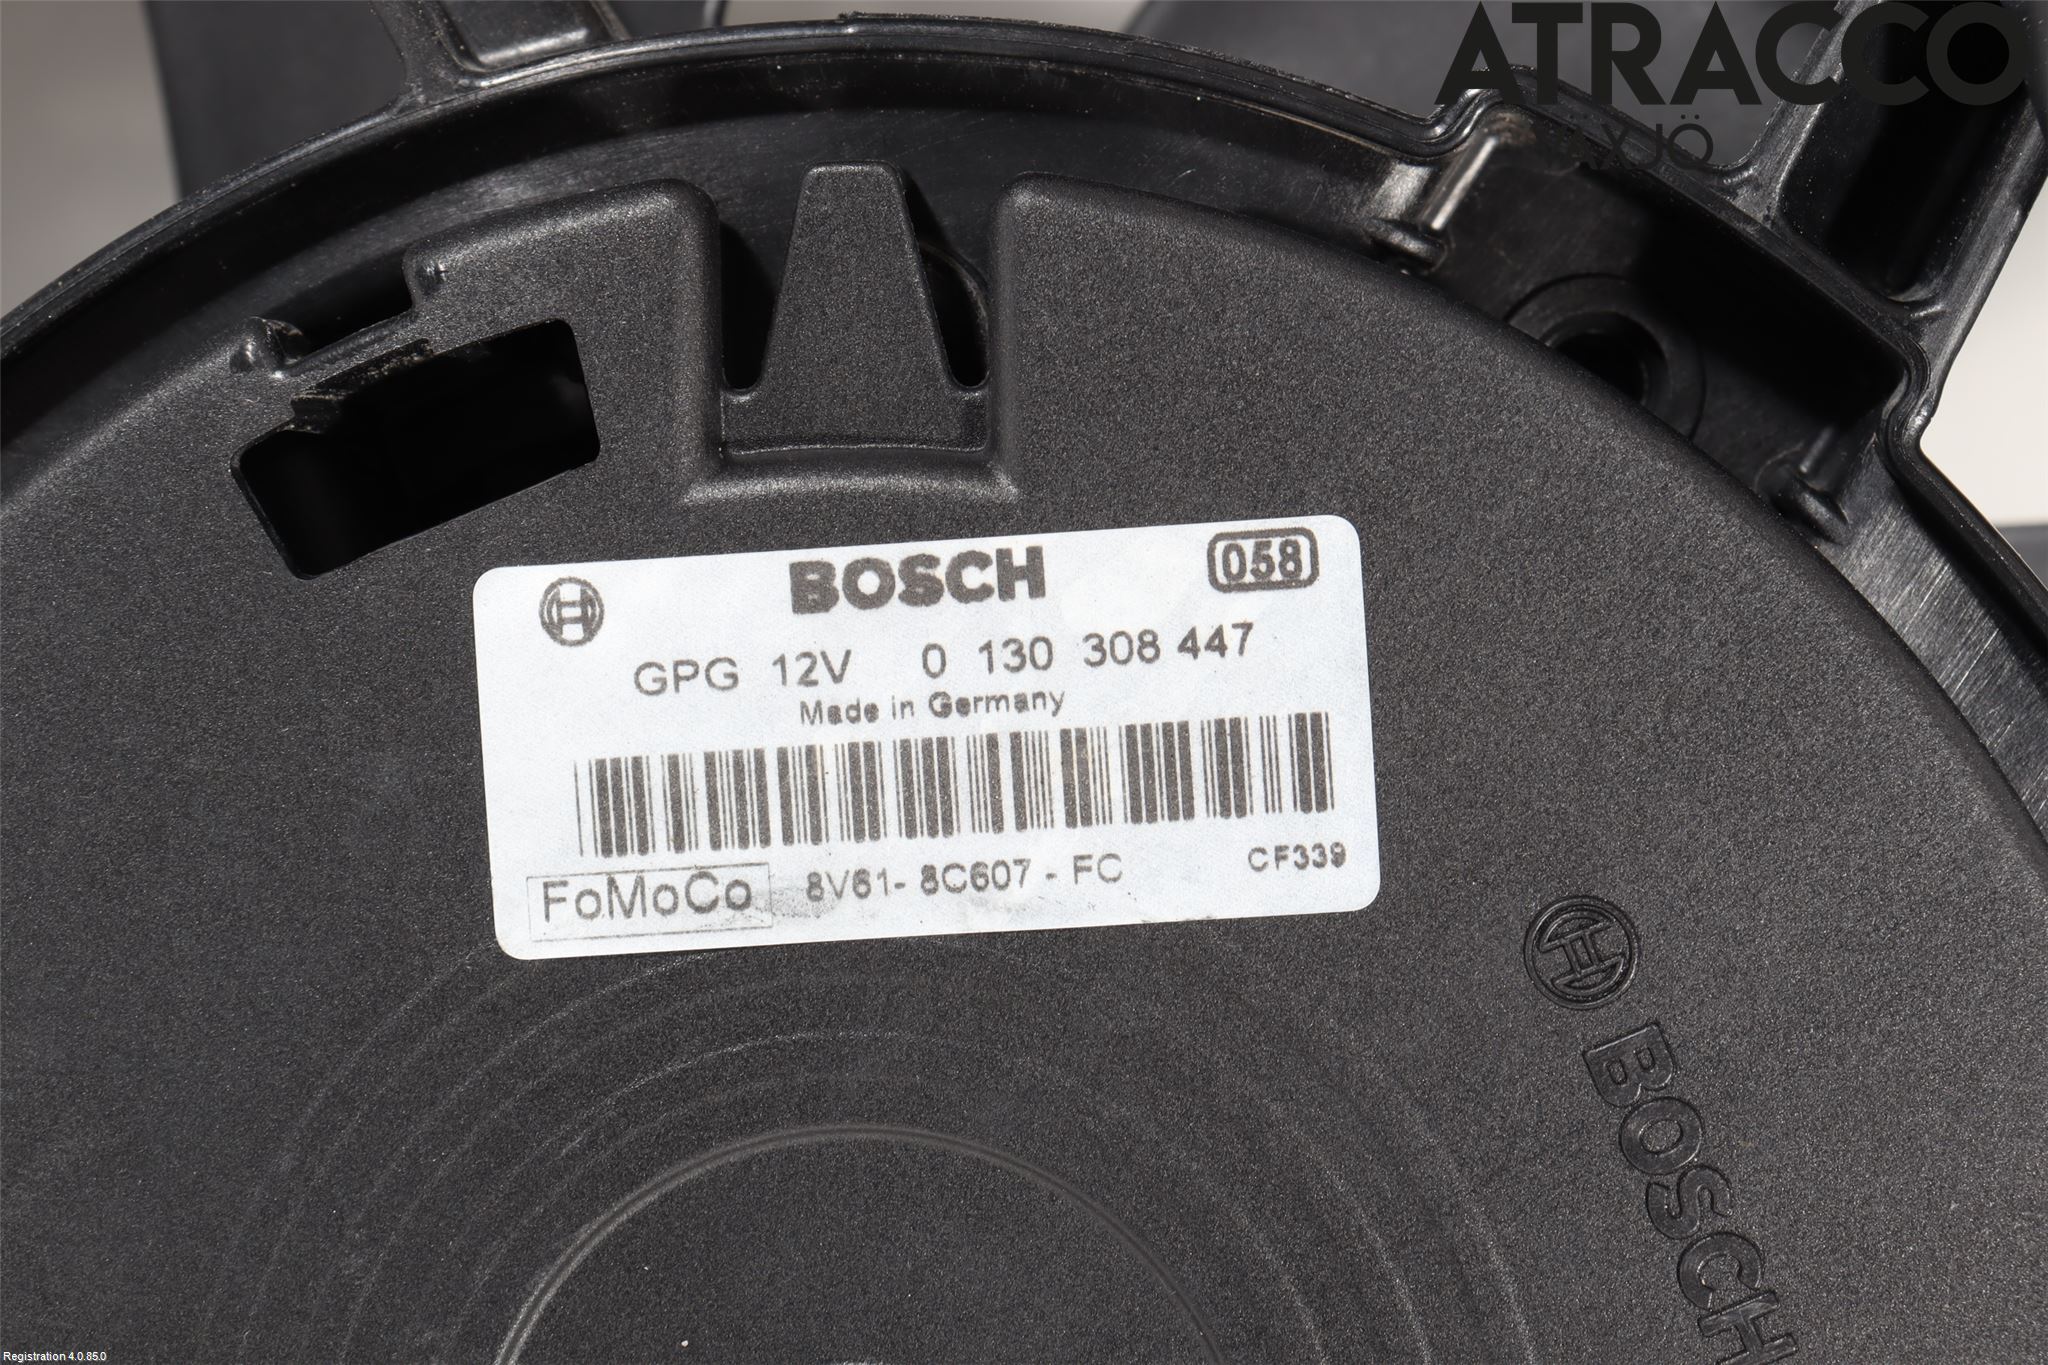 ATRACCO
VÄXJÖ
BOSCH
058
GPG 12V 0 130 308 447
Made in Germany
FoMoCo 8V61-8C607-FC CF339
BOSCH
Registration 4.0.85.0